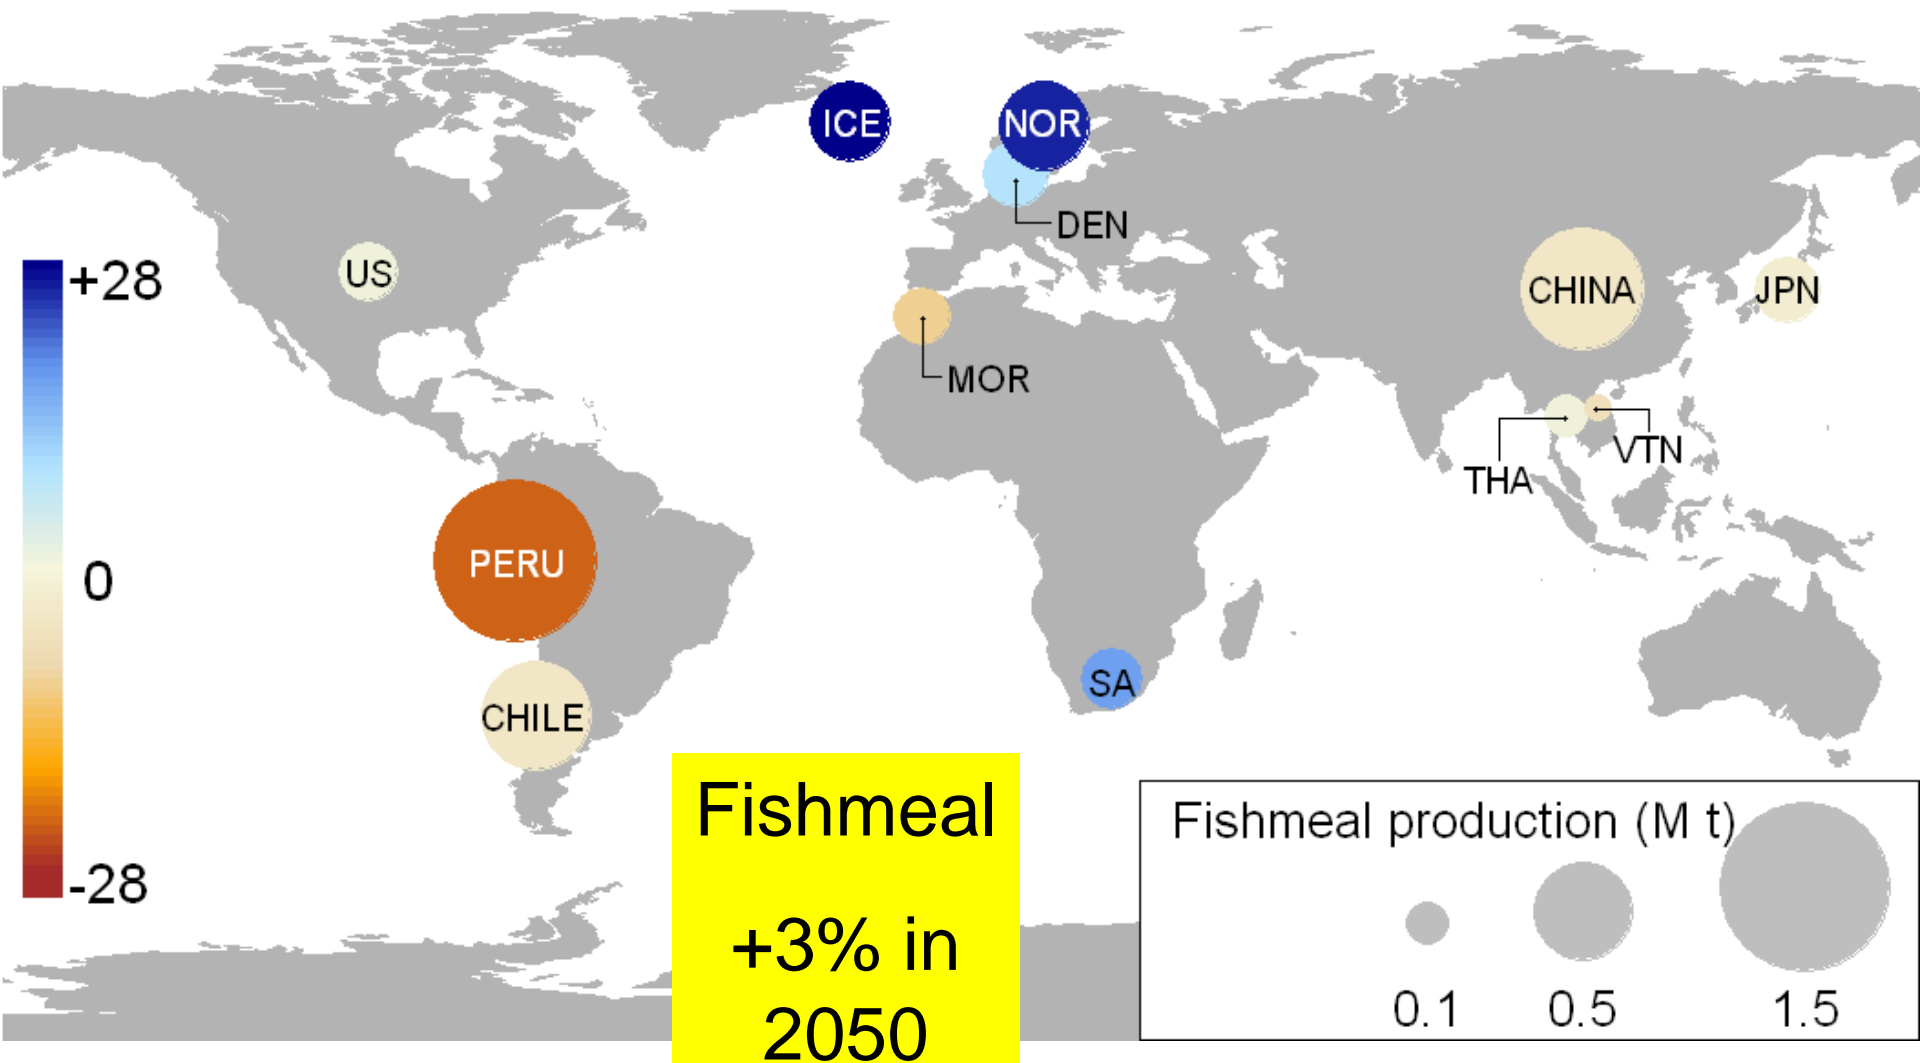 ICE
NOR
DEN
+28
US
CHINA
JPN
MOR
VTN
THA
PERU
0
SA
CHILE
-28
Fishmeal
+3% in
2050
Fishmeal production (M t)
0.1 0.5 1.5